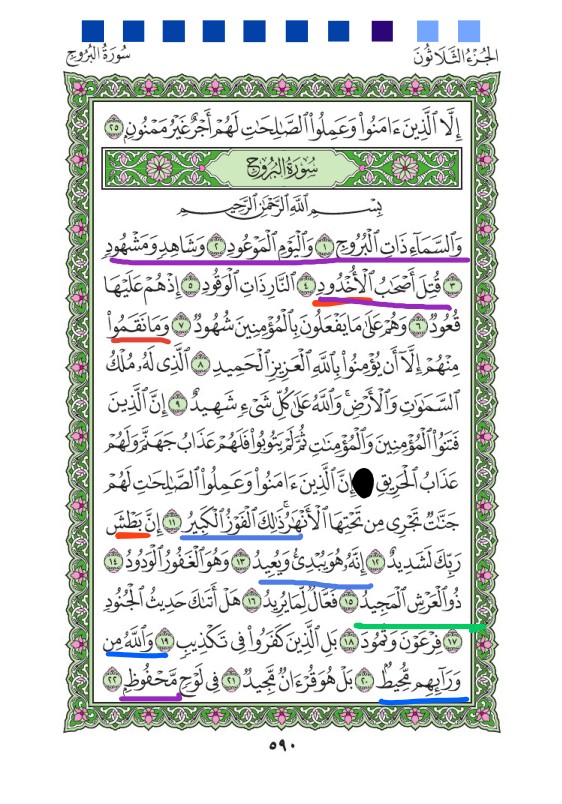 الجُزْءُ الثَّلَاثُونَ سُورَةُ البُرُوجِ
إِلَّا ٱلَّذِينَ ءَامَنُوا۟ وَعَمِلُوا۟ ٱلصَّٰلِحَٰتِ لَهُمْ أَجْرٌ غَيْرُ مَمْنُونٍۭ ٢٥
سُورَةُ البُرُوجِ
بِسْمِ ٱللَّهِ ٱلرَّحْمَٰنِ ٱلرَّحِيمِ
وَٱلسَّمَآءِ ذَاتِ ٱلْبُرُوجِ ١ وَٱلْيَوْمِ ٱلْمَوْعُودِ ٢ وَشَاهِدٍ وَمَشْهُودٍ
٣ قُتِلَ أَصْحَٰبُ ٱلْأُخْدُودِ ٤ ٱلنَّارِ ذَاتِ ٱلْوَقُودِ ٥ إِذْ هُمْ عَلَيْهَا
قُعُودٌ ٦ وَهُمْ عَلَىٰ مَا يَفْعَلُونَ بِٱلْمُؤْمِنِينَ شُهُودٌ ٧ وَمَا نَقَمُوا۟
مِنْهُمْ إِلَّآ أَن يُؤْمِنُوا۟ بِٱللَّهِ ٱلْعَزِيزِ ٱلْحَمِيدِ ٨ ٱلَّذِى لَهُۥ مُلْكُ
ٱلسَّمَٰوَٰتِ وَٱلْأَرْضِ ۚ وَٱللَّهُ عَلَىٰ كُلِّ شَىْءٍ شَهِيدٌ ٩ إِنَّ ٱلَّذِينَ
فَتَنُوا۟ ٱلْمُؤْمِنِينَ وَٱلْمُؤْمِنَٰتِ ثُمَّ لَمْ يَتُوبُوا۟ فَلَهُمْ عَذَابُ جَهَنَّمَ وَلَهُمْ
عَذَابُ ٱلْحَرِيقِ إِنَّ ٱلَّذِينَ ءَامَنُوا۟ وَعَمِلُوا۟ ٱلصَّٰلِحَٰتِ لَهُمْ
جَنَّٰتٌ تَجْرِى مِن تَحْتِهَا ٱلْأَنْهَٰرُ ۚ ذَٰلِكَ ٱلْفَوْزُ ٱلْكَبِيرُ ١١ إِنَّ بَطْشَ
رَبِّكَ لَشَدِيدٌ ١٢ إِنَّهُۥ هُوَ يُبْدِئُ وَيُعِيدُ ١٣ وَهُوَ ٱلْغَفُورُ ٱلْوَدُودُ ١٤
ذُو ٱلْعَرْشِ ٱلْمَجِيدُ ١٥ فَعَّالٌ لِّمَا يُرِيدُ ١٦ هَلْ أَتَىٰكَ حَدِيثُ ٱلْجُنُودِ
١٧ فِرْعَوْنَ وَثَمُودَ ١٨ بَلِ ٱلَّذِينَ كَفَرُوا۟ فِى تَكْذِيبٍ ١٩ وَٱللَّهُ مِن
وَرَآئِهِم مُّحِيطٌۢ ٢٠ بَلْ هُوَ قُرْءَانٌ مَّجِيدٌ ٢١ فِى لَوْحٍ مَّحْفُوظٍۭ ٢٢
٥٩٠